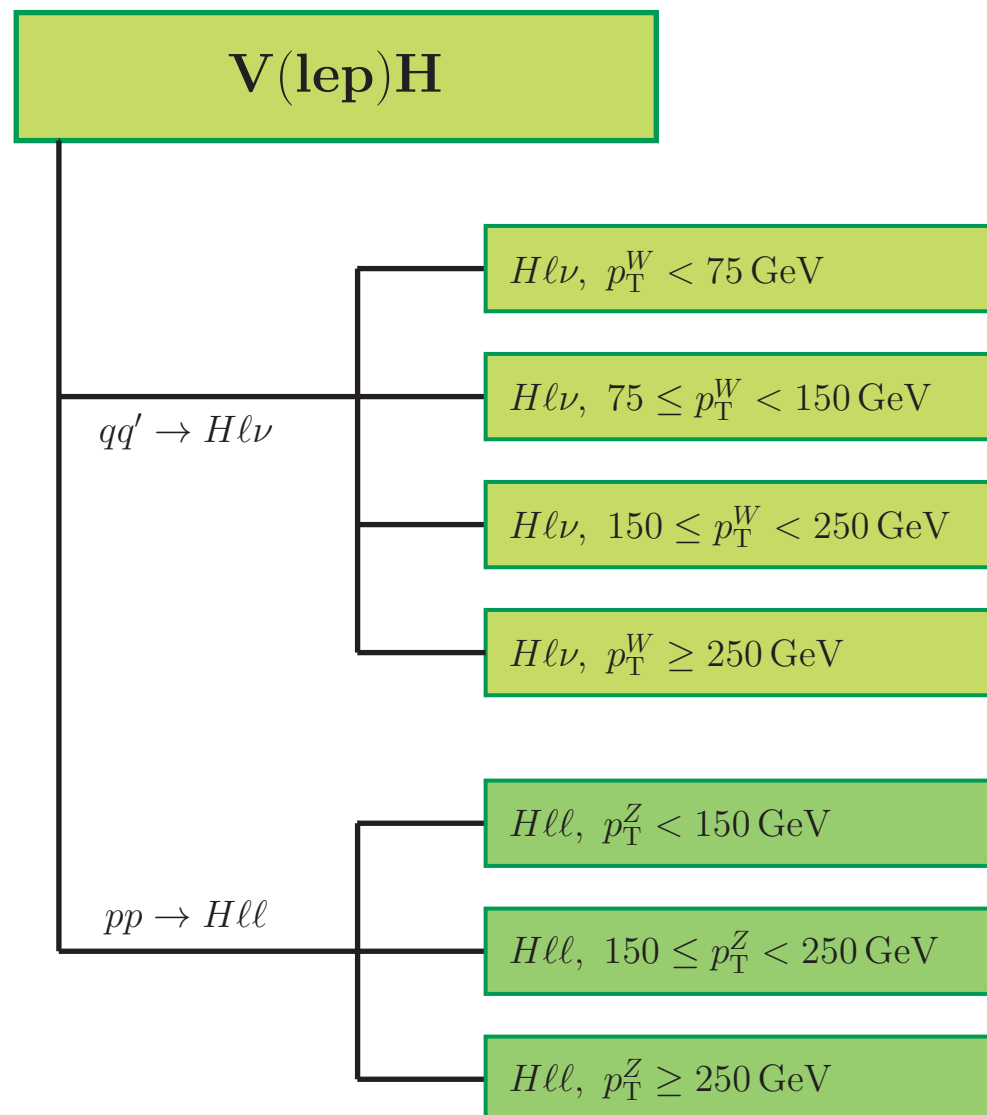 V(lep)H
Hℓν, p_T^W < 75 GeV
Hℓν, 75 ≤ p_T^W < 150 GeV
qq′ → Hℓν
Hℓν, 150 ≤ p_T^W < 250 GeV
Hℓν, p_T^W ≥ 250 GeV
Hℓℓ, p_T^Z < 150 GeV
pp → Hℓℓ
Hℓℓ, 150 ≤ p_T^Z < 250 GeV
Hℓℓ, p_T^Z ≥ 250 GeV